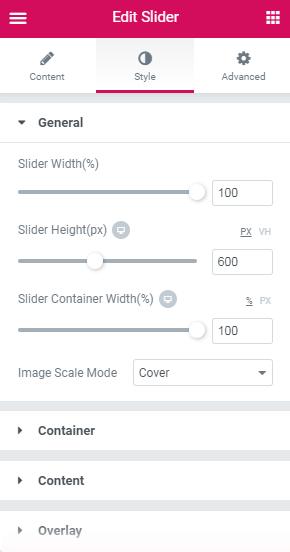 Edit Slider
Content Style Advanced
General
Slider Width(%)
100
Slider Height(px) PX VH
600
Slider Container Width(%) % PX
100
Image Scale Mode Cover
Container
Content
Overlay